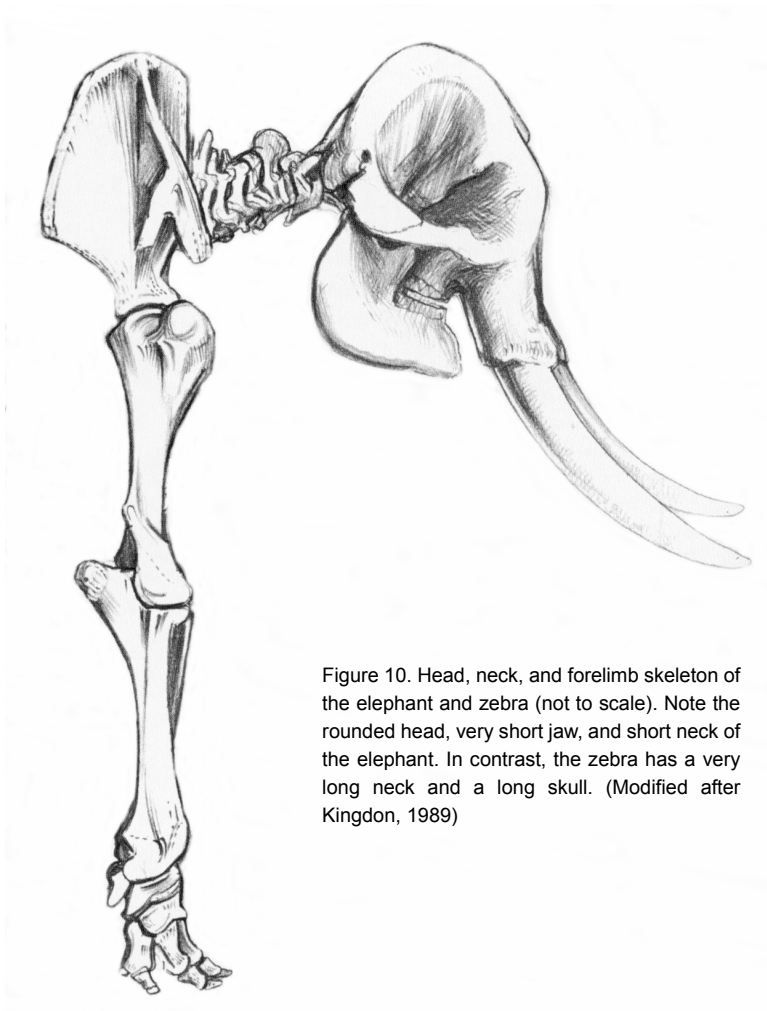 Figure 10. Head, neck, and forelimb skeleton of
the elephant and zebra (not to scale). Note the
rounded head, very short jaw, and short neck of
the elephant. In contrast, the zebra has a very
long neck and a long skull. (Modified after
Kingdon, 1989)